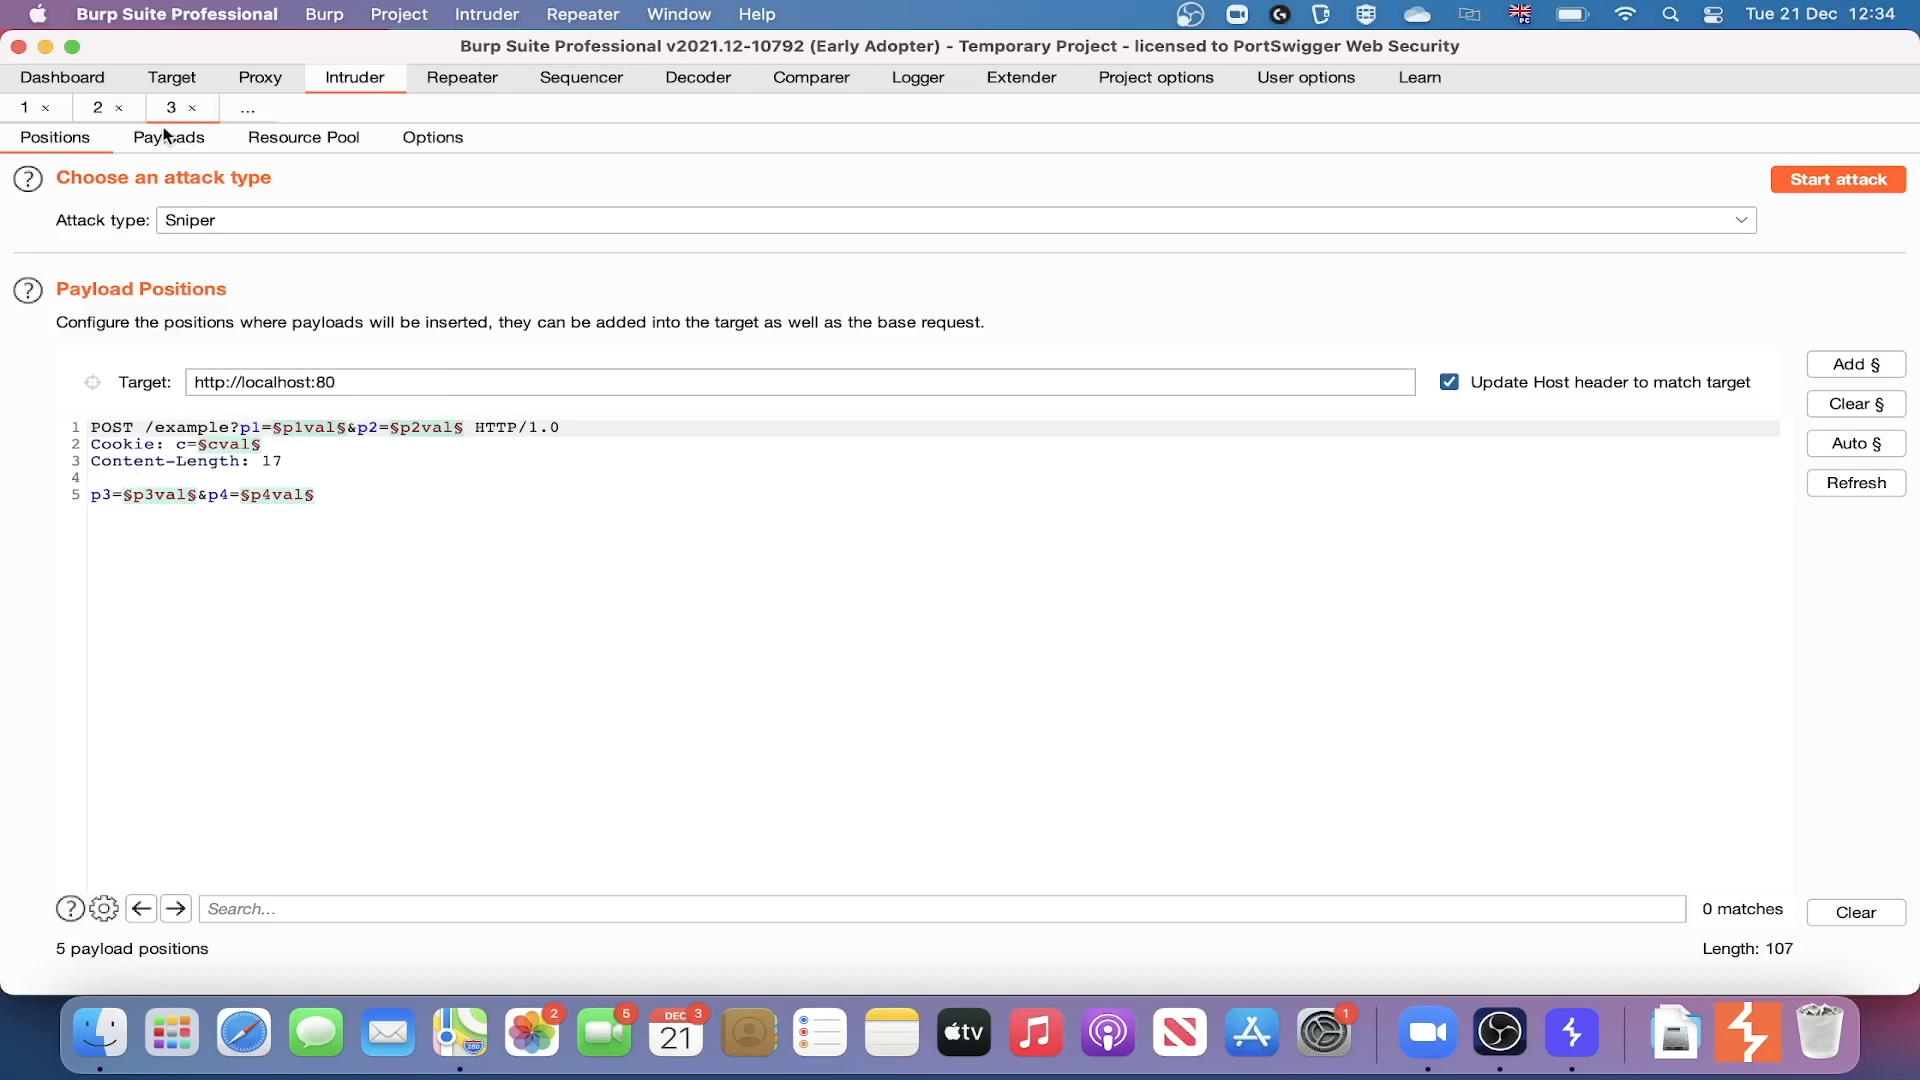 Burp Suite Professional Burp Project Intruder Repeater Window Help Tue 21 Dec 12:34
Burp Suite Professional v2021.12-10792 (Early Adopter) - Temporary Project - licensed to PortSwigger Web Security
Dashboard Target Proxy Intruder Repeater Sequencer Decoder Comparer Logger Extender Project options User options Learn
1 × 2 × 3 × ...
Positions Payloads Resource Pool Options
? Choose an attack type Start attack
Attack type: Sniper
? Payload Positions
Configure the positions where payloads will be inserted, they can be added into the target as well as the base request.
Add §
Target: http://localhost:80 Update Host header to match target
Clear §
1 POST /example?p1=§p1val§&p2=§p2val§ HTTP/1.0
2 Cookie: c=§cval§
Auto §
3 Content-Length: 17
4
Refresh
5 p3=§p3val§&p4=§p4val§
? Search... 0 matches Clear
5 payload positions Length: 107
2 5 DEC 3 21 tv 1
280